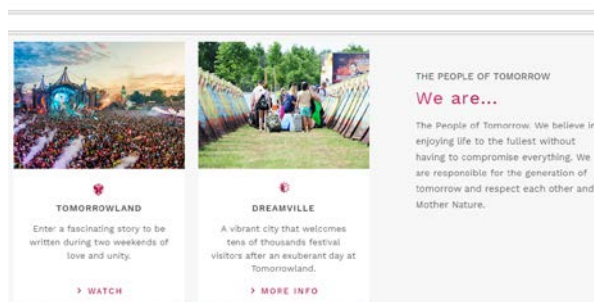 TOMORROWLAND
Enter a fascinating story to be
written during two weekends of
love and unity.
> WATCH
DREAMVILLE
A vibrant city that welcomes
tens of thousands festival
visitors after an exuberant day at
Tomorrowland.
> MORE INFO
THE PEOPLE OF TOMORROW
We are...
The People of Tomorrow. We believe in
enjoying life to the fullest without
having to compromise everything. We
are responsible for the generation of
tomorrow and respect each other and
Mother Nature.